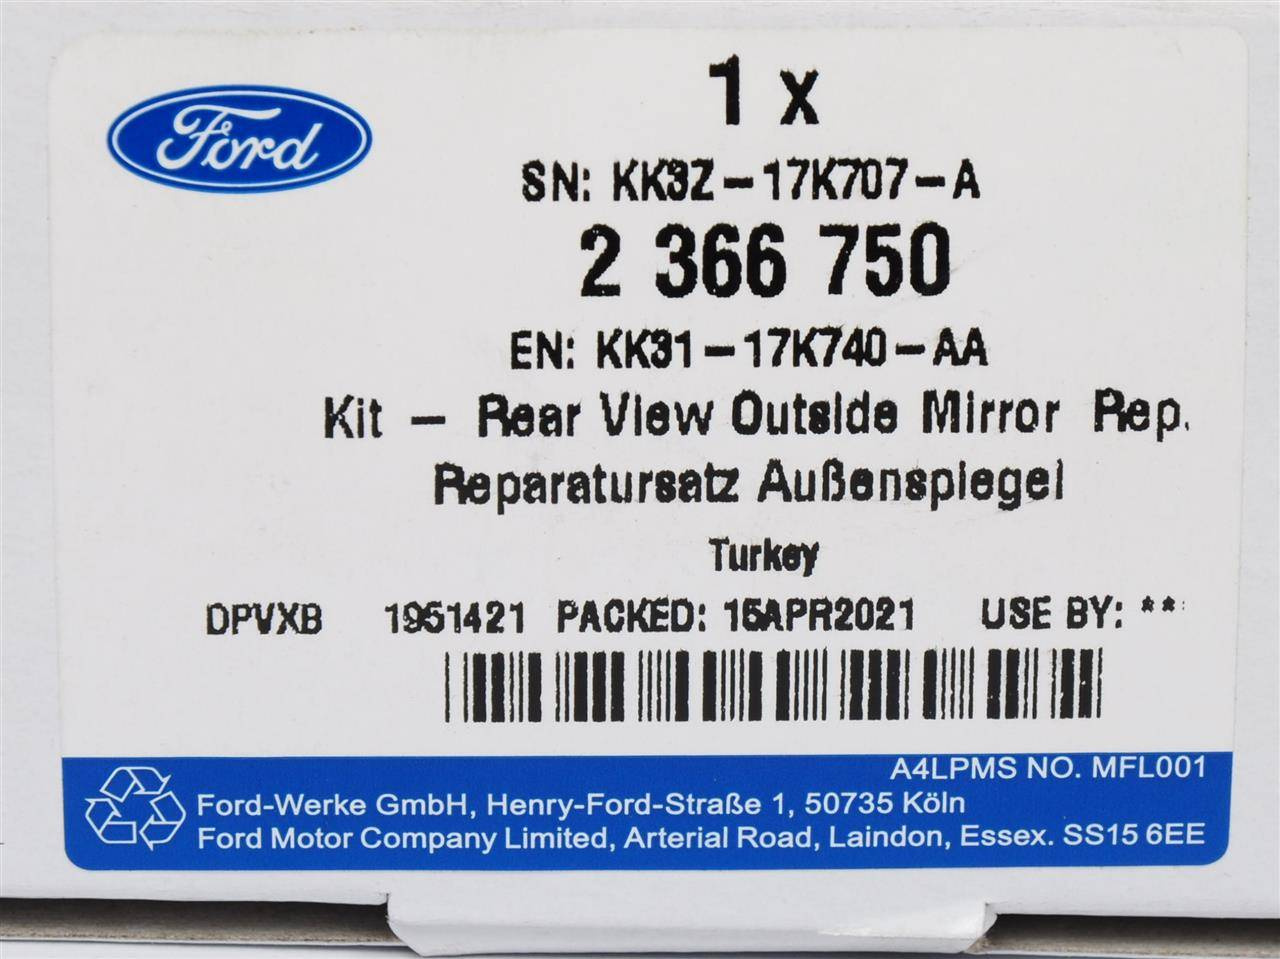 Ford
1 x
SN: KK3Z-17K707-A
2 366 750
EN: KK31-17K740-AA
Kit - Rear View Outside Mirror Rep.
Reparatursatz Außenspiegel
Turkey
DPVXB 1951421 PACKED: 15APR2021 USE BY: **
A4LPMS NO. MFL001
Ford-Werke GmbH, Henry-Ford-Straße 1, 50735 Köln
Ford Motor Company Limited, Arterial Road, Laindon, Essex. SS15 6EE